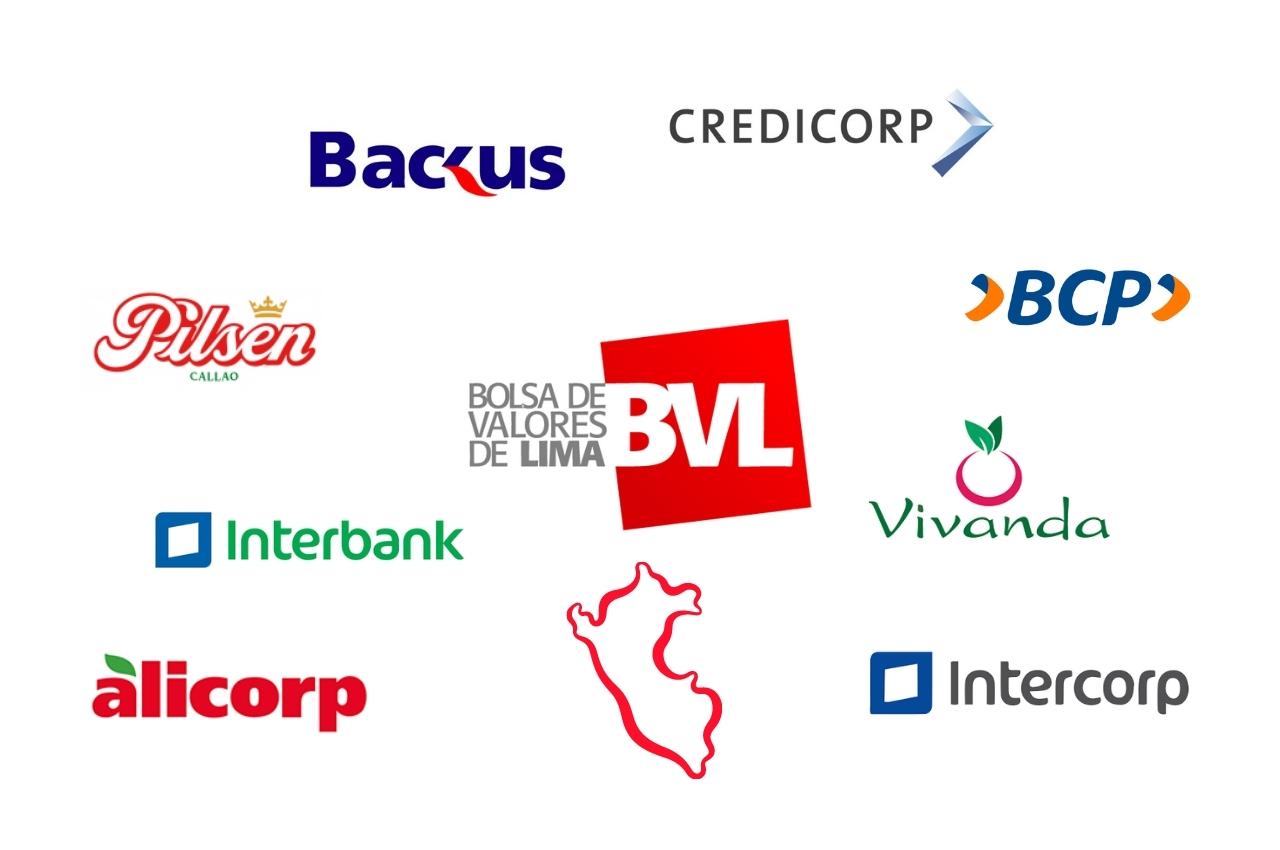 Backus
CREDICORP
Pilsen
CALLAO
BCP
BOLSA DE
VALORES
DE LIMA
BVL
Vivanda
Interbank
alicorp
Intercorp